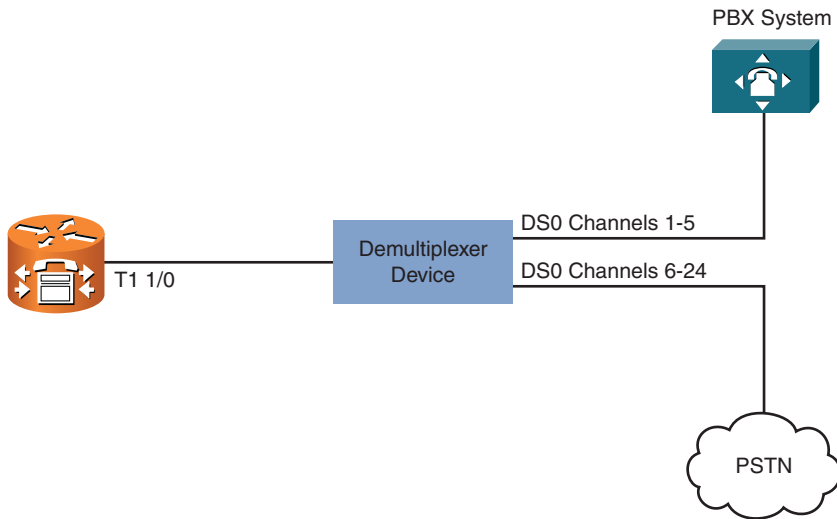 PBX System
DS0 Channels 1-5
Demultiplexer
Device
T1 1/0
DS0 Channels 6-24
PSTN